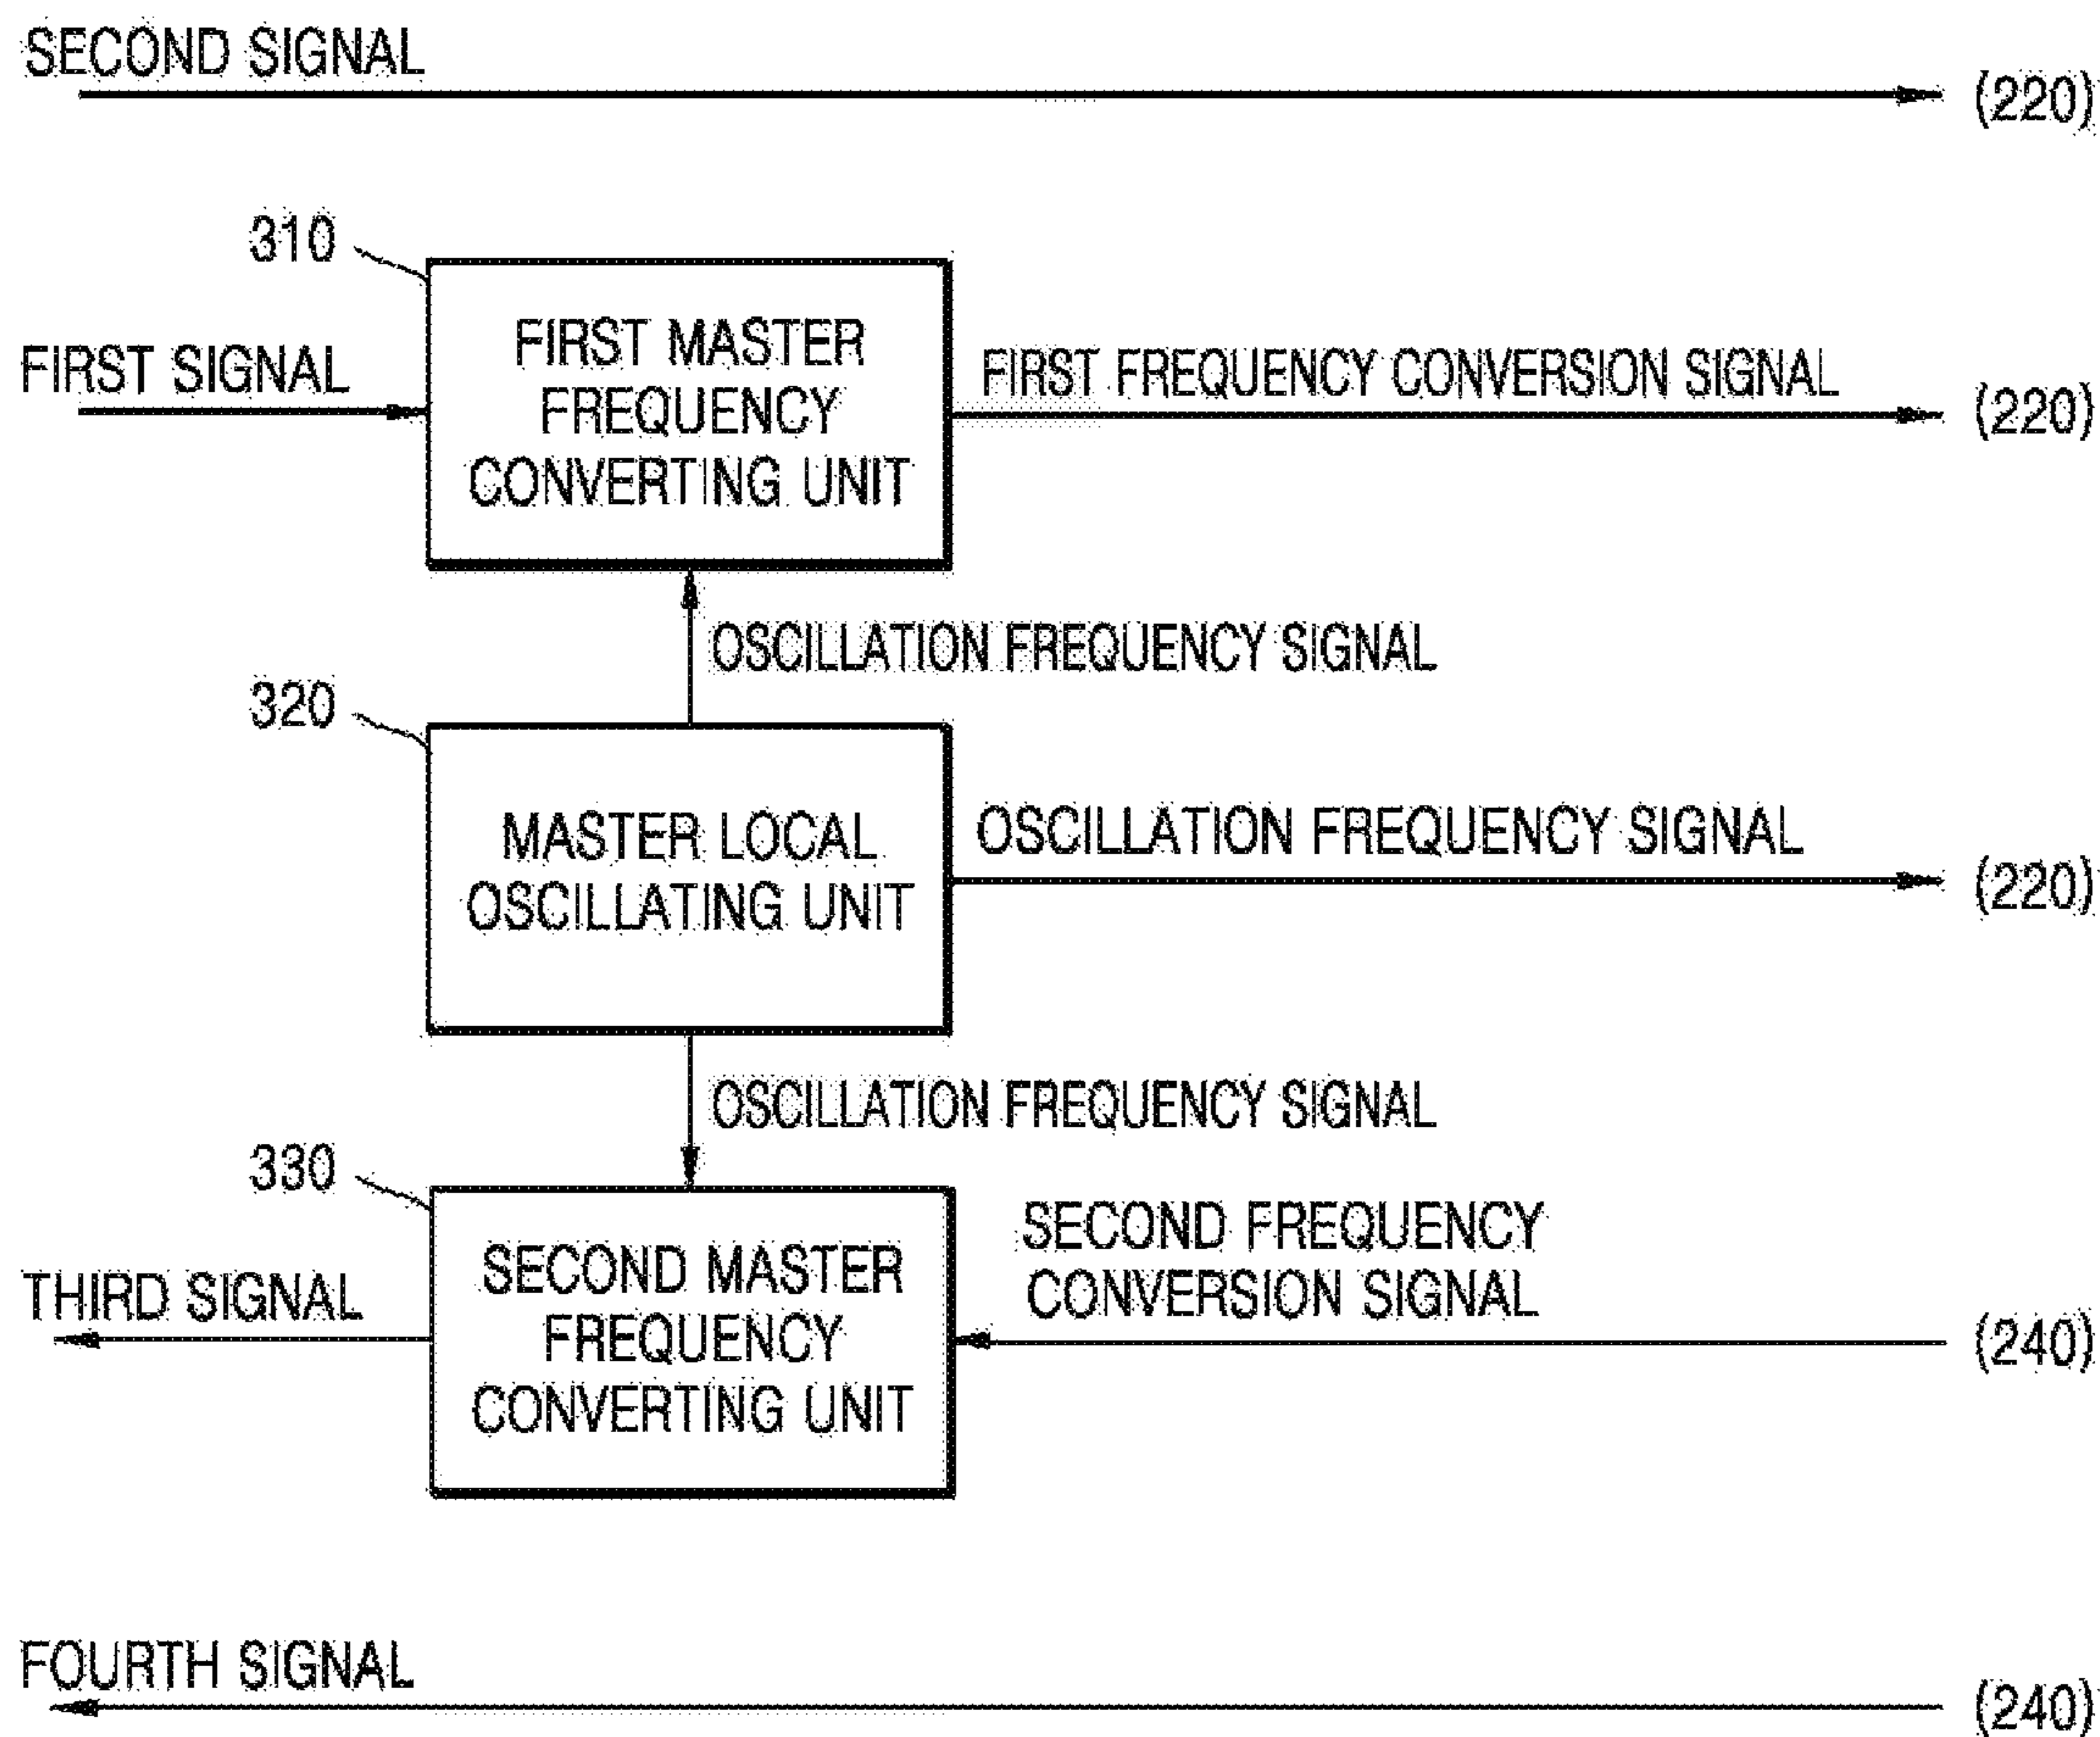 SECOND SIGNAL
(220)
310
FIRST SIGNAL
FIRST MASTER
FREQUENCY
CONVERTING UNIT
FIRST FREQUENCY CONVERSION SIGNAL
(220)
OSCILLATION FREQUENCY SIGNAL
320
MASTER LOCAL
OSCILLATING UNIT
OSCILLATION FREQUENCY SIGNAL
(220)
OSCILLATION FREQUENCY SIGNAL
330
THIRD SIGNAL
SECOND MASTER
FREQUENCY
CONVERTING UNIT
SECOND FREQUENCY
CONVERSION SIGNAL
(240)
FOURTH SIGNAL
(240)